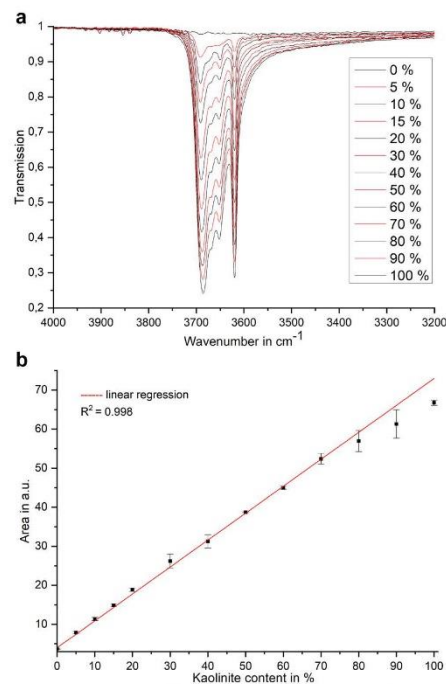 a
1
0,9
0,8
0,7
0,6
0,5
0,4
0,3
0,2
Transmission
4000 3900 3800 3700 3600 3500 3400 3300 3200
Wavenumber in cm⁻¹
0 %
5 %
10 %
15 %
20 %
30 %
40 %
50 %
60 %
70 %
80 %
90 %
100 %
b
linear regression
R² = 0.998
70
60
50
40
30
20
10
Area in a.u.
0 10 20 30 40 50 60 70 80 90 100
Kaolinite content in %